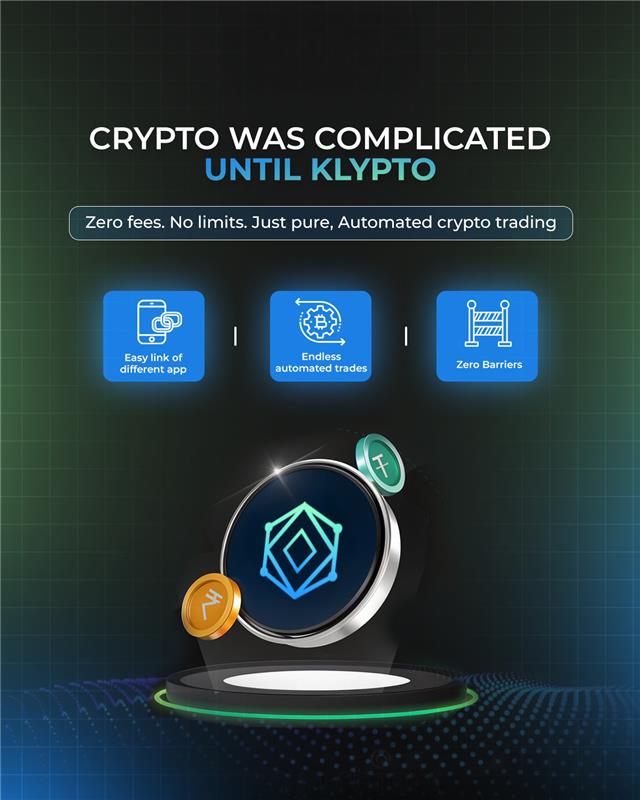 CRYPTO WAS COMPLICATED
UNTIL KLYPTO
Zero fees. No limits. Just pure, Automated crypto trading
Easy link of
different app
Endless
automated trades
Zero Barriers